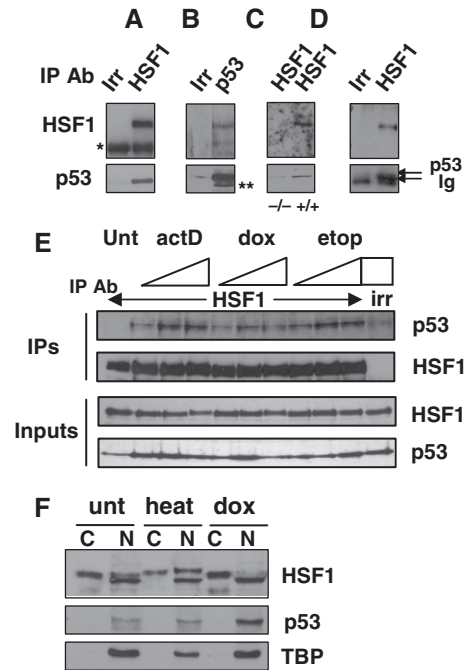 A B C D
IP Ab Irr HSF1 Irr p53 HSF1 HSF1 Irr HSF1
HSF1
*
p53 ** p53
Ig
–/– +/+
E Unt actD dox etop
IP Ab HSF1 irr
IPs p53
HSF1
Inputs HSF1
p53
F unt heat dox
C N C N C N
HSF1
p53
TBP